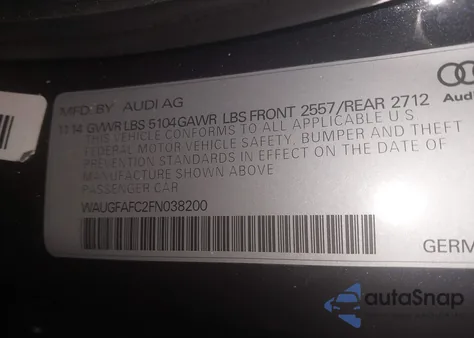 MFD. BY AUDI AG
11.14 GVWR LBS 5104 GAWR LBS FRONT 2557/REAR 2712
THIS VEHICLE CONFORMS TO ALL APPLICABLE U S
FEDERAL MOTOR VEHICLE SAFETY, BUMPER AND THEFT
PREVENTION STANDARDS IN EFFECT ON THE DATE OF
MANUFACTURE SHOWN ABOVE
PASSENGER CAR
WAUGFAFC2FN038200
GERM
autoSnap